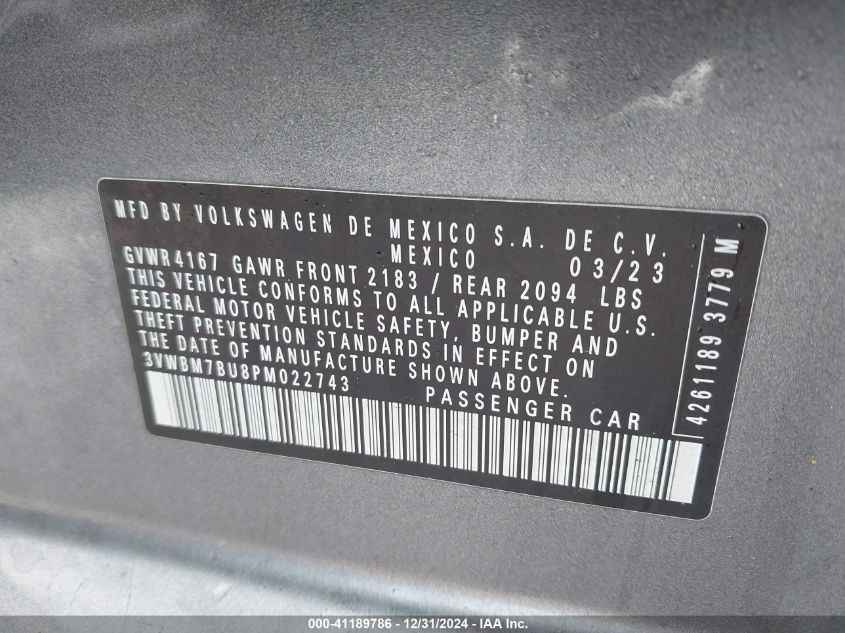 MFD BY VOLKSWAGEN DE MEXICO S.A. DE C.V.
MEXICO 03/23
GVWR4167 GAWR FRONT 2183 / REAR 2094 LBS
THIS VEHICLE CONFORMS TO ALL APPLICABLE U.S.
FEDERAL MOTOR VEHICLE SAFETY, BUMPER AND
THEFT PREVENTION STANDARDS IN EFFECT ON
THE DATE OF MANUFACTURE SHOWN ABOVE.
3VWBM7BU8PM022743 PASSENGER CAR
4261189 3779 M
000-41189786 - 12/31/2024 - IAA Inc.